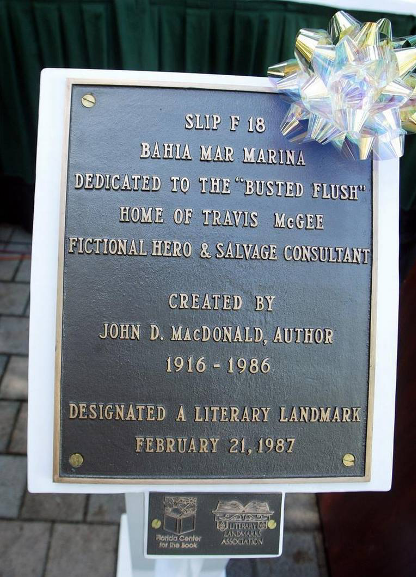 SLIP F 18
BAHIA MAR MARINA
DEDICATED TO THE "BUSTED FLUSH"
HOME OF TRAVIS McGEE
FICTIONAL HERO & SALVAGE CONSULTANT
CREATED BY
JOHN D. MACDONALD, AUTHOR
1916 - 1986
DESIGNATED A LITERARY LANDMARK
FEBRUARY 21, 1987
Florida Center
for the Book
LITERARY
LANDMARKS
ASSOCIATION